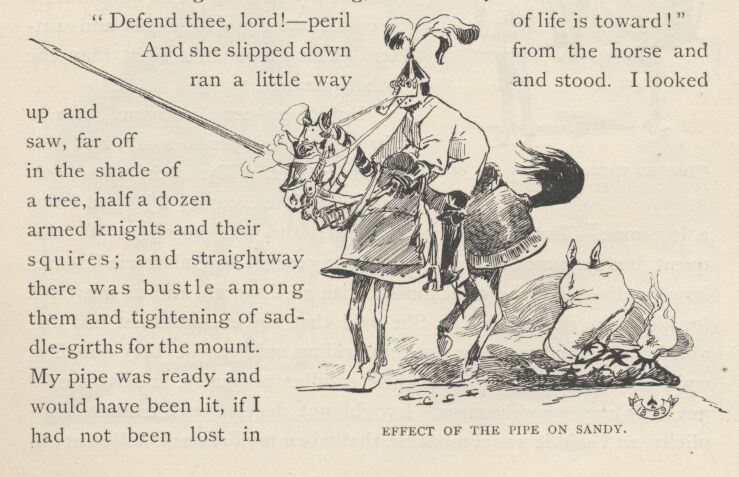 " Defend thee, lord!—peril of life is toward!"
And she slipped down from the horse and
ran a little way and stood. I looked
up and
saw, far off
in the shade of
a tree, half a dozen
armed knights and their
squires; and straightway
there was bustle among
them and tightening of sad-
dle-girths for the mount.
My pipe was ready and
would have been lit, if I
had not been lost in
EFFECT OF THE PIPE ON SANDY.